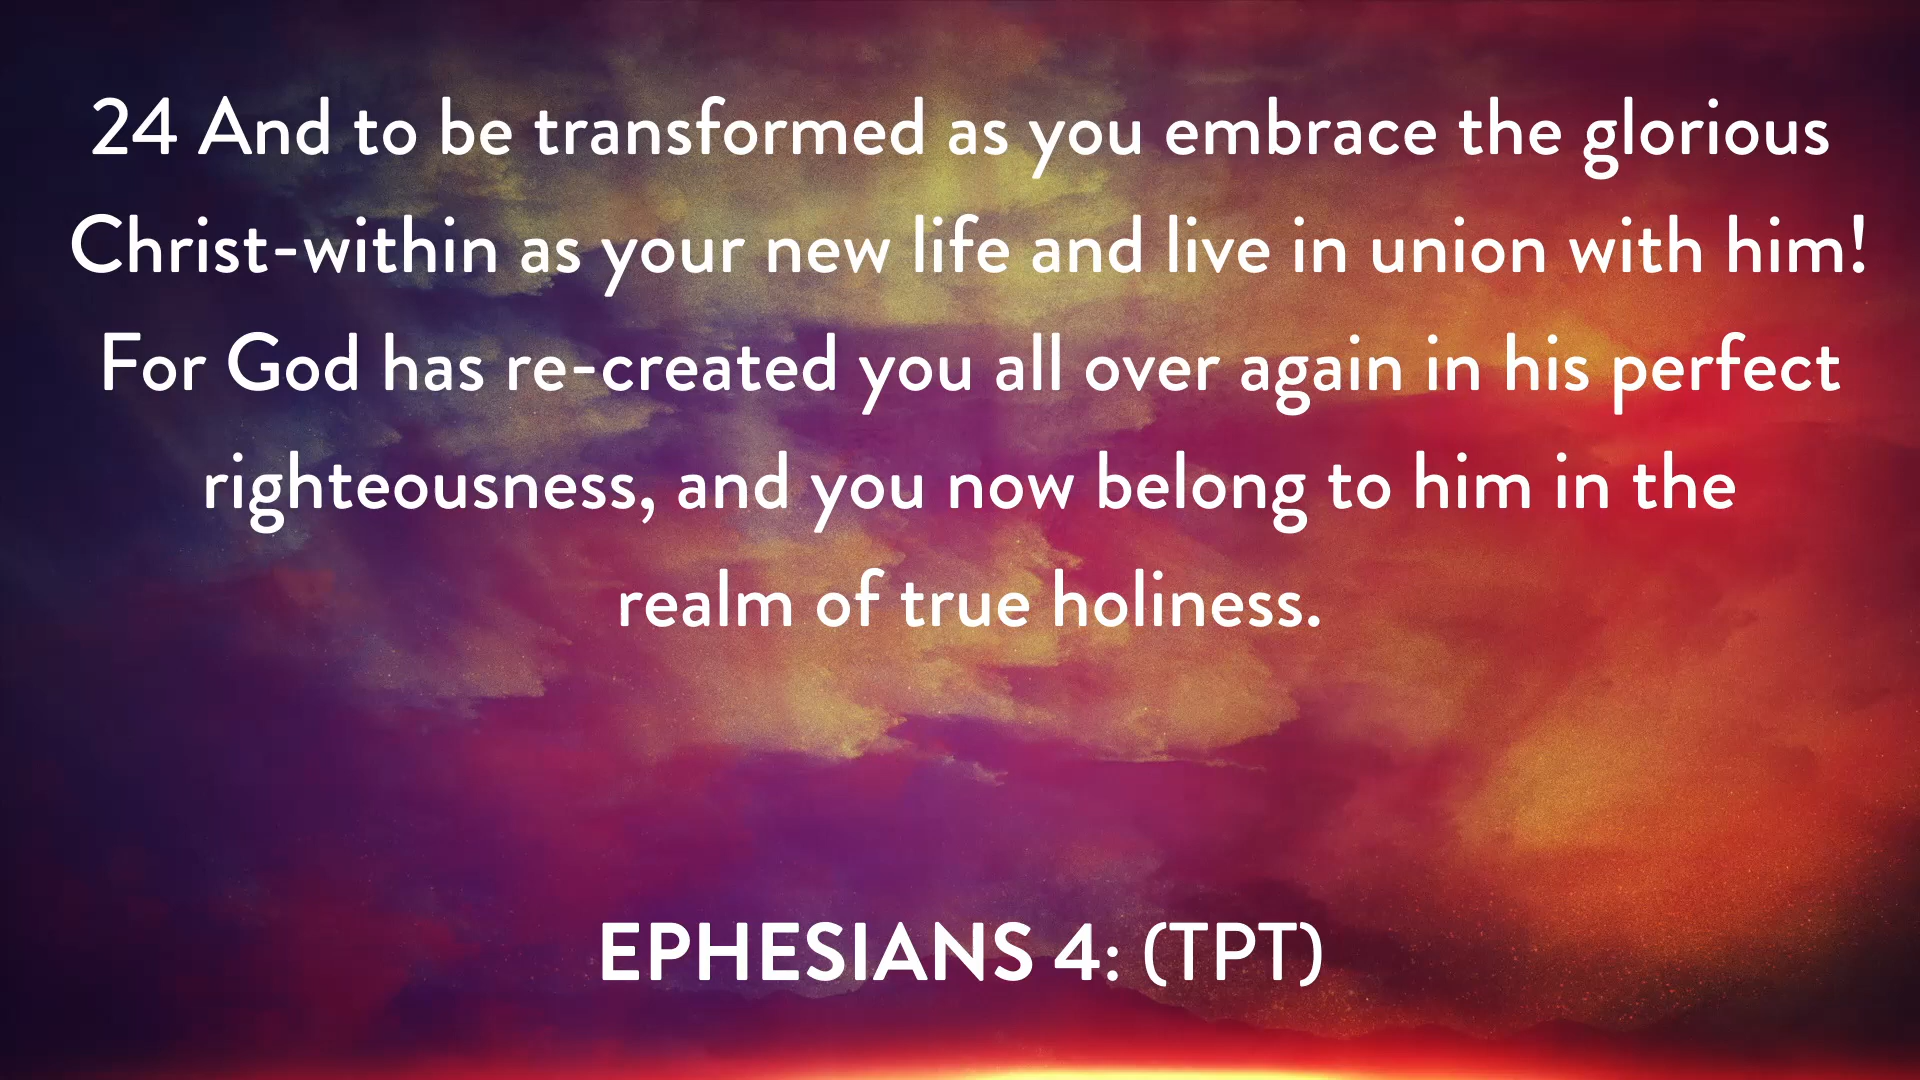 24 And to be transformed as you embrace the glorious
Christ-within as your new life and live in union with him!
For God has re-created you all over again in his perfect
righteousness, and you now belong to him in the
realm of true holiness.
EPHESIANS 4: (TPT)